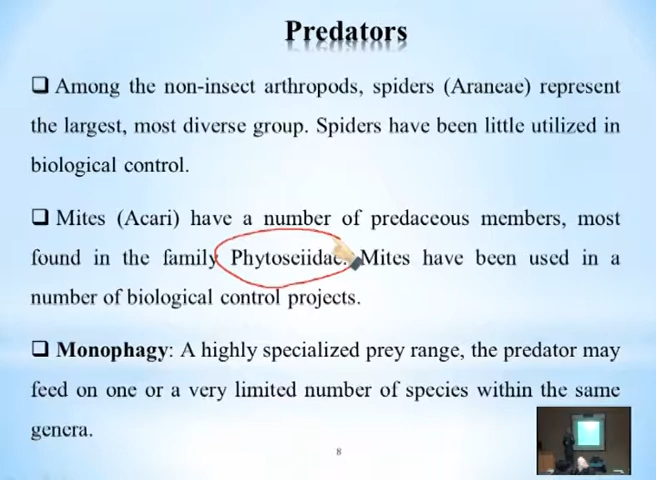 Predators
❑ Among the non-insect arthropods, spiders (Araneae) represent
the largest, most diverse group. Spiders have been little utilized in
biological control.
❑ Mites (Acari) have a number of predaceous members, most
found in the family Phytoseiidae. Mites have been used in a
number of biological control projects.
❑ Monophagy: A highly specialized prey range, the predator may
feed on one or a very limited number of species within the same
genera.
8